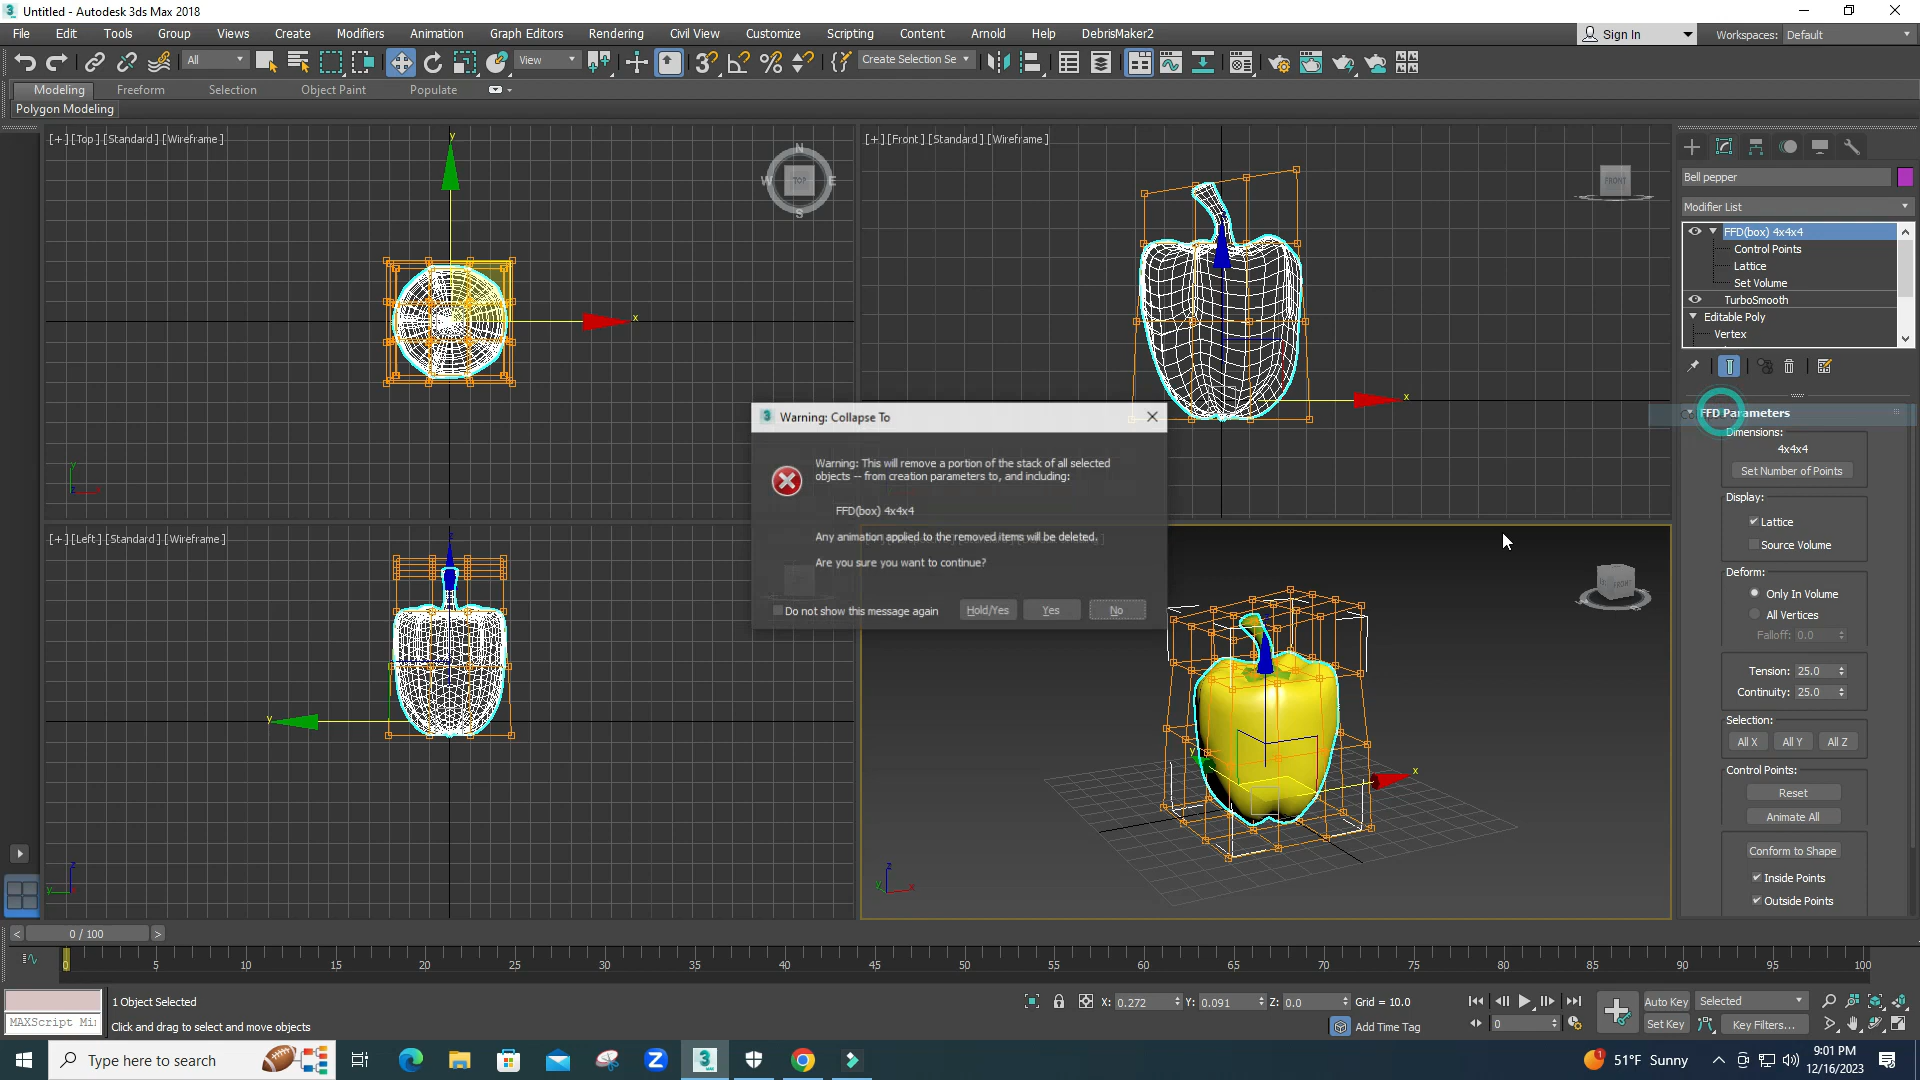 Untitled - Autodesk 3ds Max 2018
File Edit Tools Group Views Create Modifiers Animation Graph Editors Rendering Civil View Customize Scripting Content Arnold Help DebrisMaker2
Sign In Workspaces: Default
All View Create Selection Se
Modeling Freeform Selection Object Paint Populate
Polygon Modeling
[+] [Top] [Standard] [Wireframe]
N
W TOP E
S
y
x
[+] [Front] [Standard] [Wireframe]
FRONT
x
[+] [Left] [Standard] [Wireframe]
Warning: Collapse To
Warning: This will remove a portion of the stack of all selected
objects -- from creation parameters to, and including:
FFD(box) 4x4x4
Any animation applied to the removed items will be deleted.
Are you sure you want to continue?
Do not show this message again Hold/Yes Yes No
Bell pepper
Modifier List
FFD(box) 4x4x4
Control Points
Lattice
Set Volume
TurboSmooth
Editable Poly
Vertex
FFD Parameters
Dimensions:
4x4x4
Set Number of Points
Display:
Lattice
Source Volume
Deform:
Only In Volume
All Vertices
Falloff: 0.0
Tension: 25.0
Continuity: 25.0
Selection:
All X All Y All Z
Control Points:
Reset
Animate All
Conform to Shape
Inside Points
Outside Points
< 0 / 100 >
0 5 10 15 20 25 30 35 40 45 50 55 60 65 70 75 80 85 90 95 100
1 Object Selected
MAXScript Mi
Click and drag to select and move objects
X: 0.272 Y: 0.091 Z: 0.0 Grid = 10.0
Add Time Tag
0
Auto Key Selected
Set Key Key Filters...
Type here to search
51°F Sunny
9:01 PM
12/16/2023